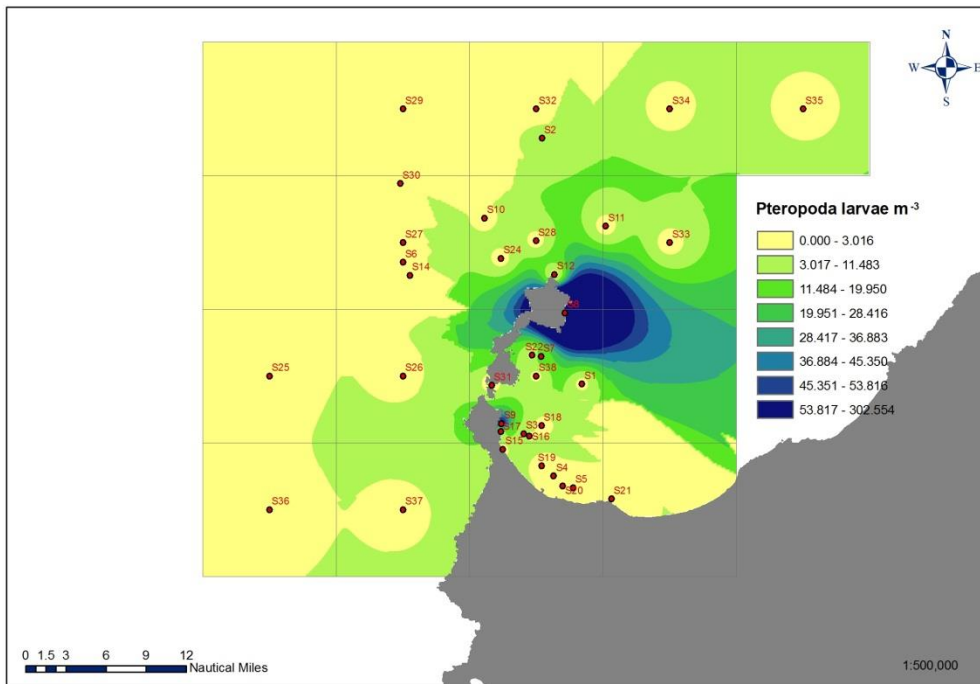 N
W E
S
S29
S32
S34
S35
S2
S30
S10
S11
S27
S28
S33
S6
S24
S14
S12
S8
S22 S7
S25
S26
S31
S38
S1
S9
S17
S3
S18
S16
S15
S19
S4
S5
S20
S21
S36
S37
Pteropoda larvae m -3
0.000 - 3.016
3.017 - 11.483
11.484 - 19.950
19.951 - 28.416
28.417 - 36.883
36.884 - 45.350
45.351 - 53.816
53.817 - 302.554
0 1.5 3 6 9 12
Nautical Miles
1:500,000